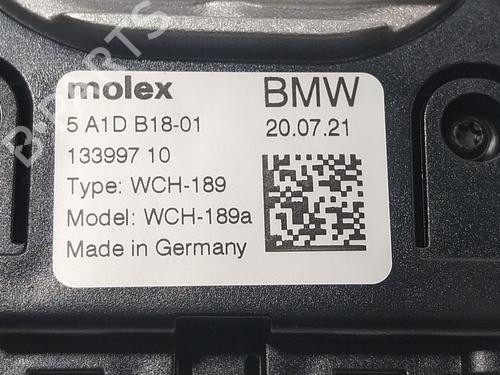 molex BMW
5 A1D B18-01 20.07.21
133997 10
Type: WCH-189
Model: WCH-189a
Made in Germany